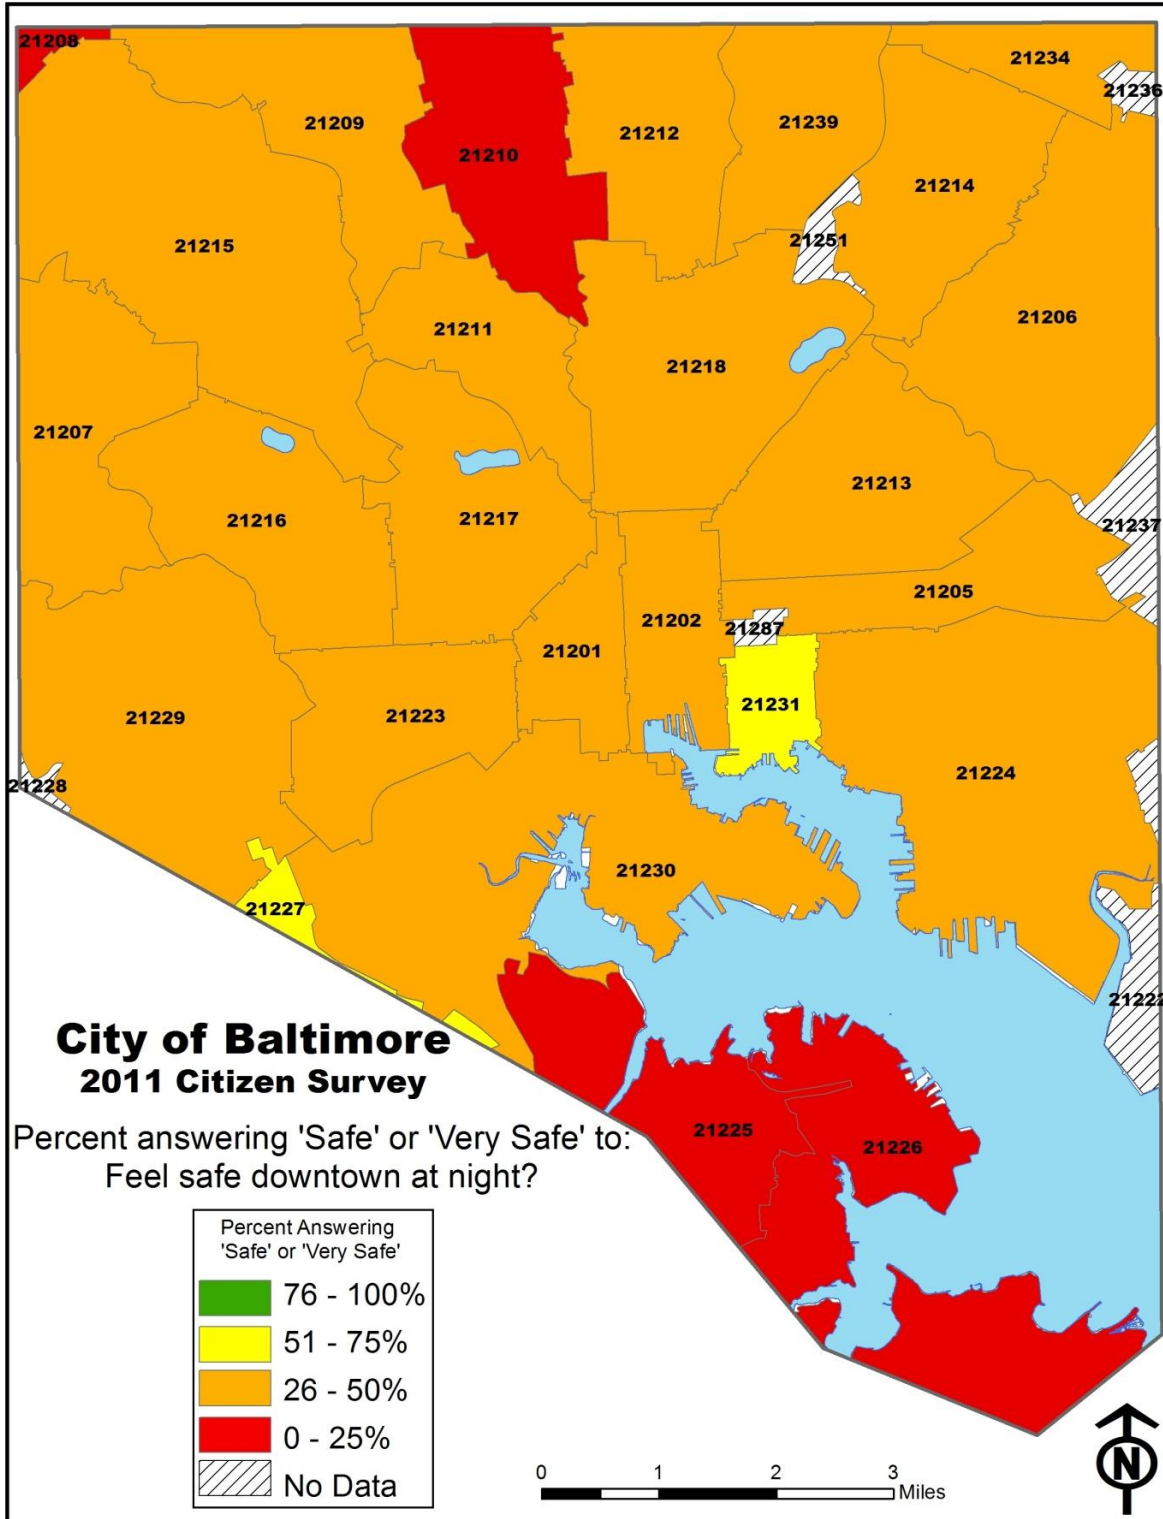 21208
21234
21236
21209
21212
21239
21210
21214
21215
21251
21206
21211
21218
21207
21213
21216
21217
21237
21205
21202
21287
21201
21231
21229
21223
21224
21228
21230
21227
21222
City of Baltimore
2011 Citizen Survey
21225
21226
Percent answering 'Safe' or 'Very Safe' to:
Feel safe downtown at night?
Percent Answering
'Safe' or 'Very Safe'
76 - 100%
51 - 75%
26 - 50%
0 - 25%
No Data
0 1 2 3
Miles
N